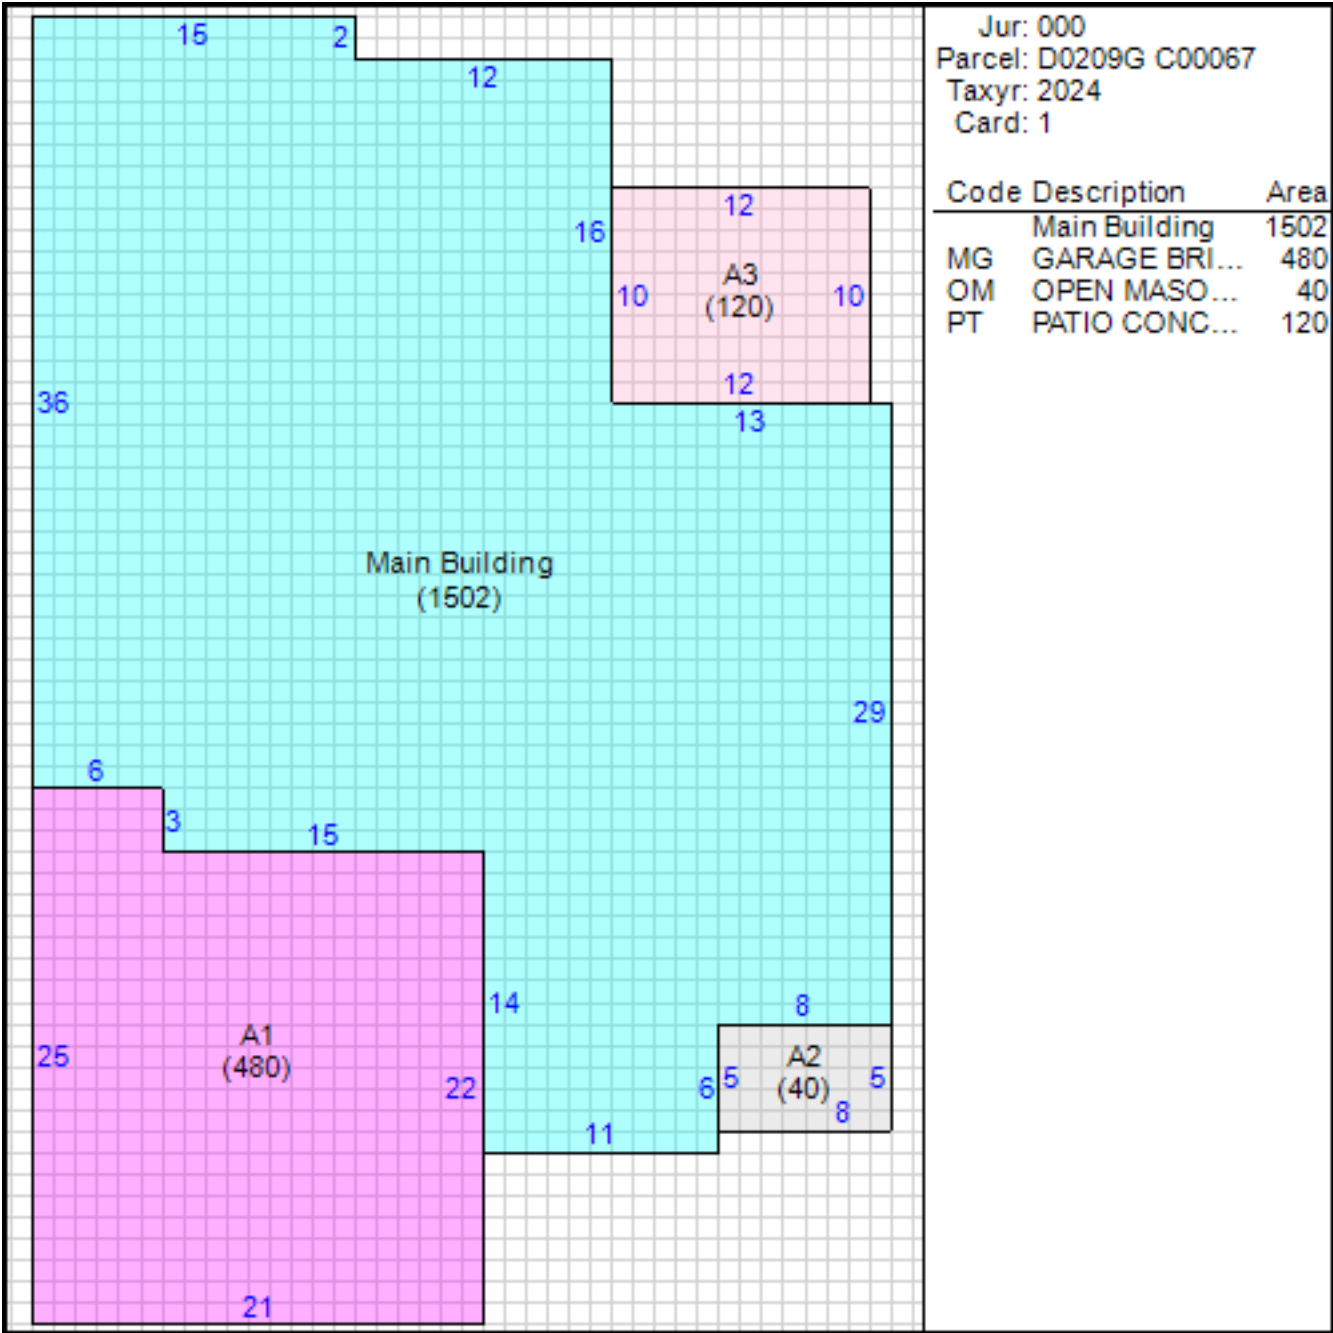 15
2
12
16
12
A3
(120)
10
10
12
13
36
Main Building
(1502)
29
6
3
15
14
8
A1
(480)
25
22
A2
(40)
6
5
5
8
11
21
Jur: 000
Parcel: D0209G C00067
Taxyr: 2024
Card: 1
Code Description Area
Main Building 1502
MG GARAGE BRI... 480
OM OPEN MASO... 40
PT PATIO CONC... 120